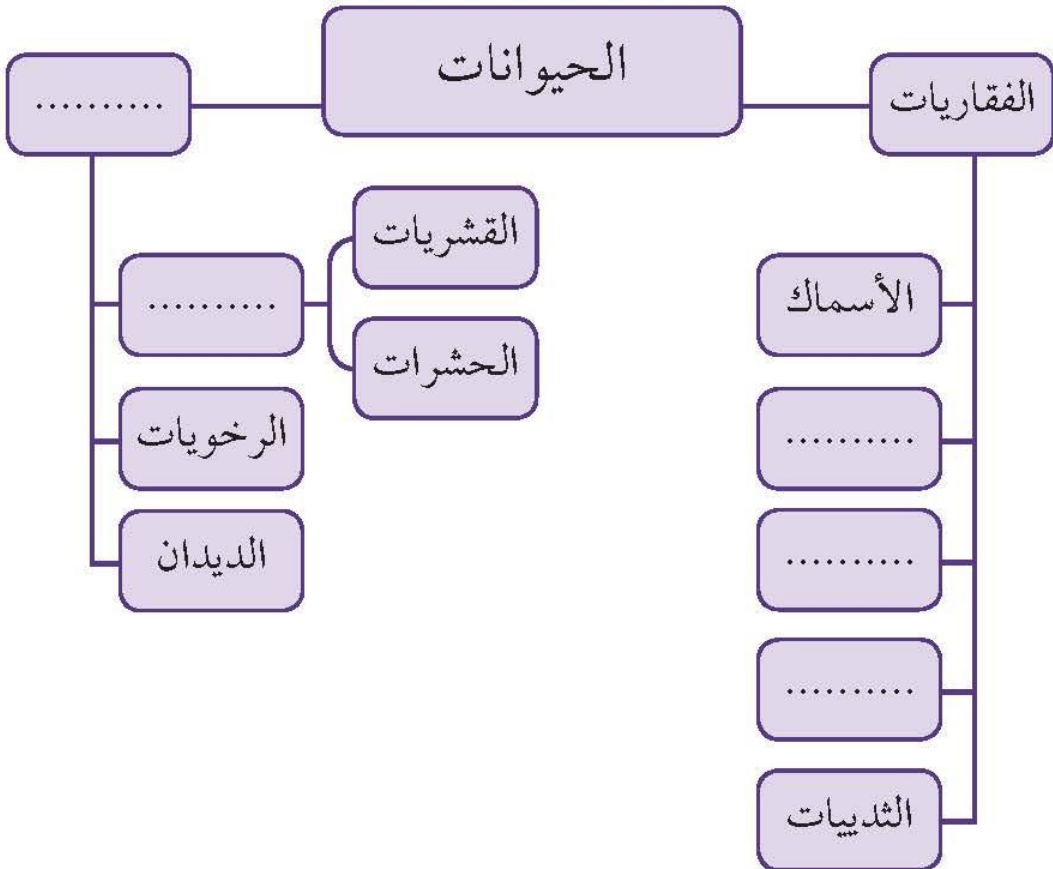 الحيوانات
الفقاريات
الأسماك
..........
..........
..........
الثدييات
..........
..........
القشريات
الحشرات
الرخويات
الديدان